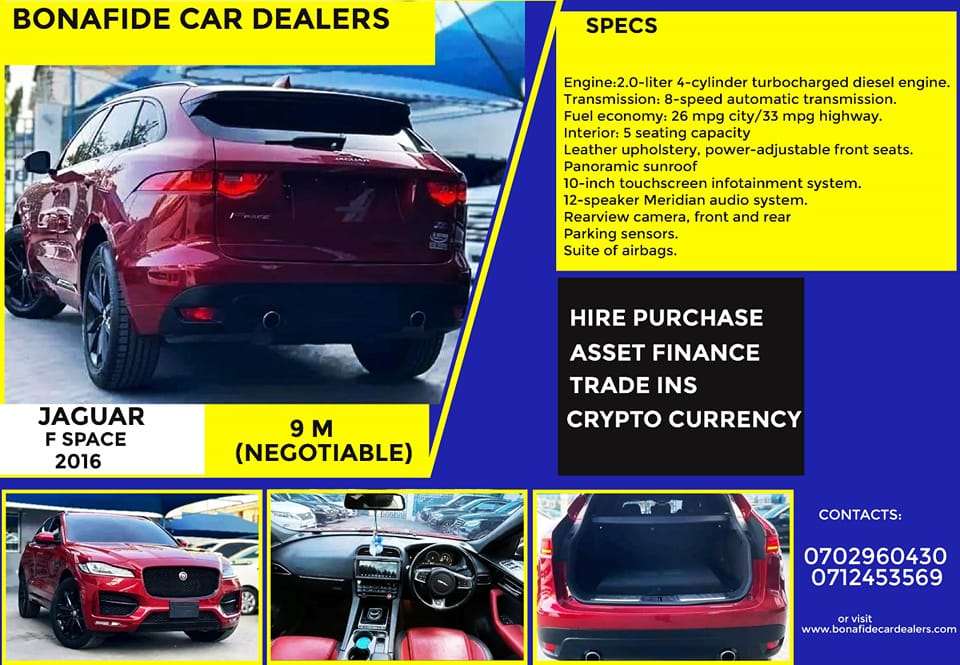 BONAFIDE CAR DEALERS
JAGUAR
F-PACE
JAGUAR
F SPACE
2016
9 M
(NEGOTIABLE)
SPECS
Engine:2.0-liter 4-cylinder turbocharged diesel engine.
Transmission: 8-speed automatic transmission.
Fuel economy: 26 mpg city/33 mpg highway.
Interior: 5 seating capacity
Leather upholstery, power-adjustable front seats.
Panoramic sunroof
10-inch touchscreen infotainment system.
12-speaker Meridian audio system.
Rearview camera, front and rear
Parking sensors.
Suite of airbags.
HIRE PURCHASE
ASSET FINANCE
TRADE INS
CRYPTO CURRENCY
CONTACTS:
0702960430
0712453569
or visit
www.bonafidecardealers.com